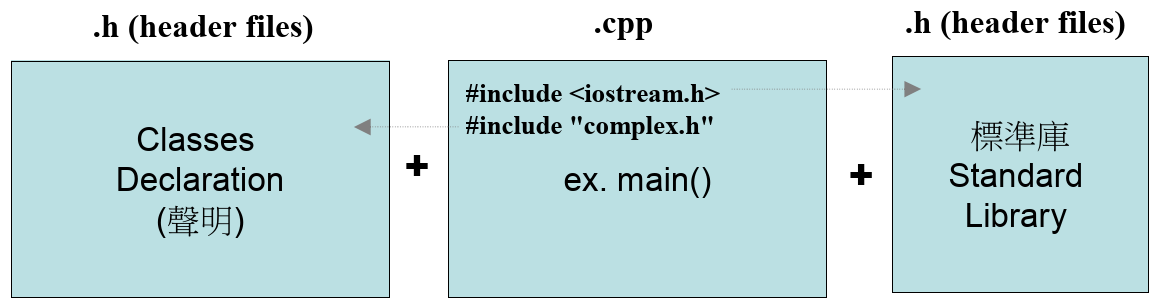 .h (header files)
Classes
Declaration
(聲明)
.cpp
#include <iostream.h>
#include "complex.h"
ex. main()
.h (header files)
標準庫
Standard
Library